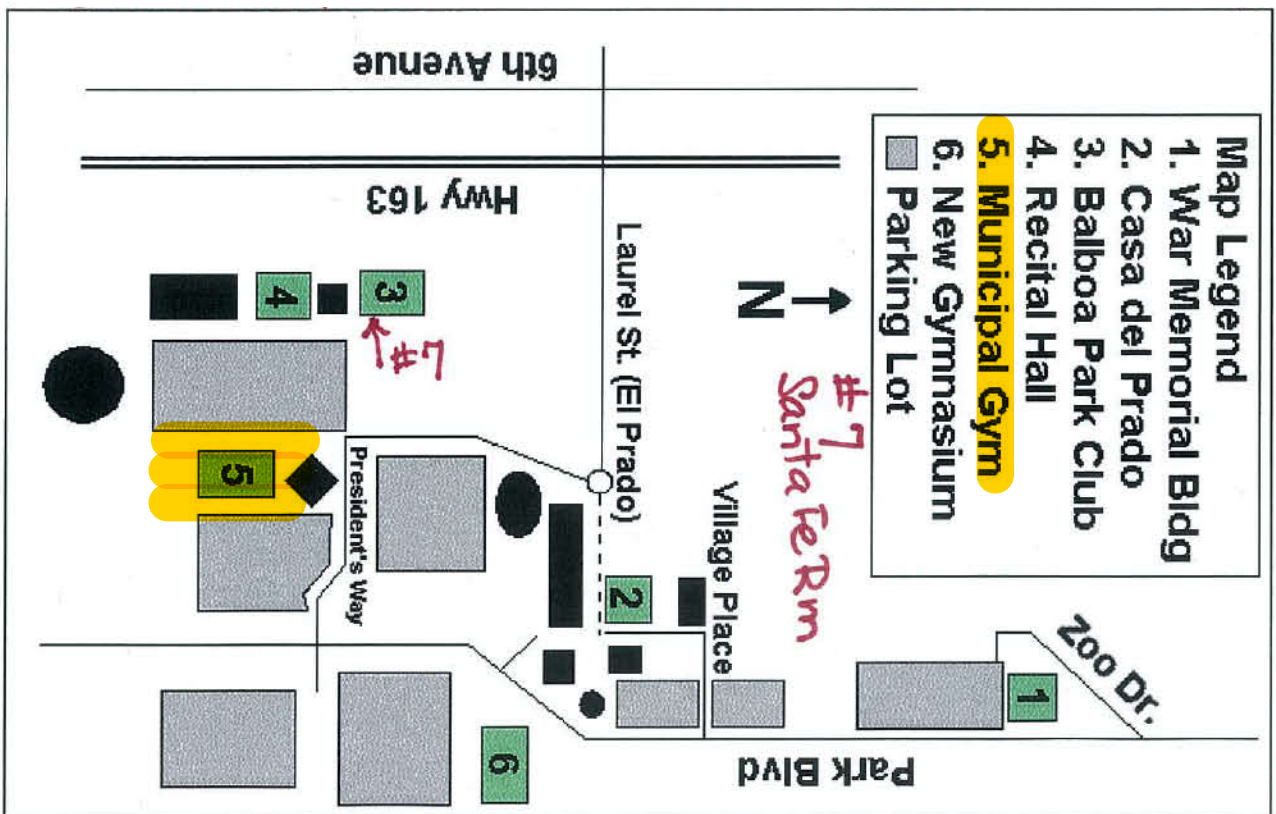 Map Legend
1. War Memorial Bldg
2. Casa del Prado
3. Balboa Park Club
4. Recital Hall
5. Municipal Gym
6. New Gymnasium
Parking Lot
6th Avenue
Hwy 163
Laurel St. (El Prado)
N
#7
Santa Fe Rm
Village Place
Zoo Dr.
Park Blvd
President's Way
1
2
3
#7
4
5
6